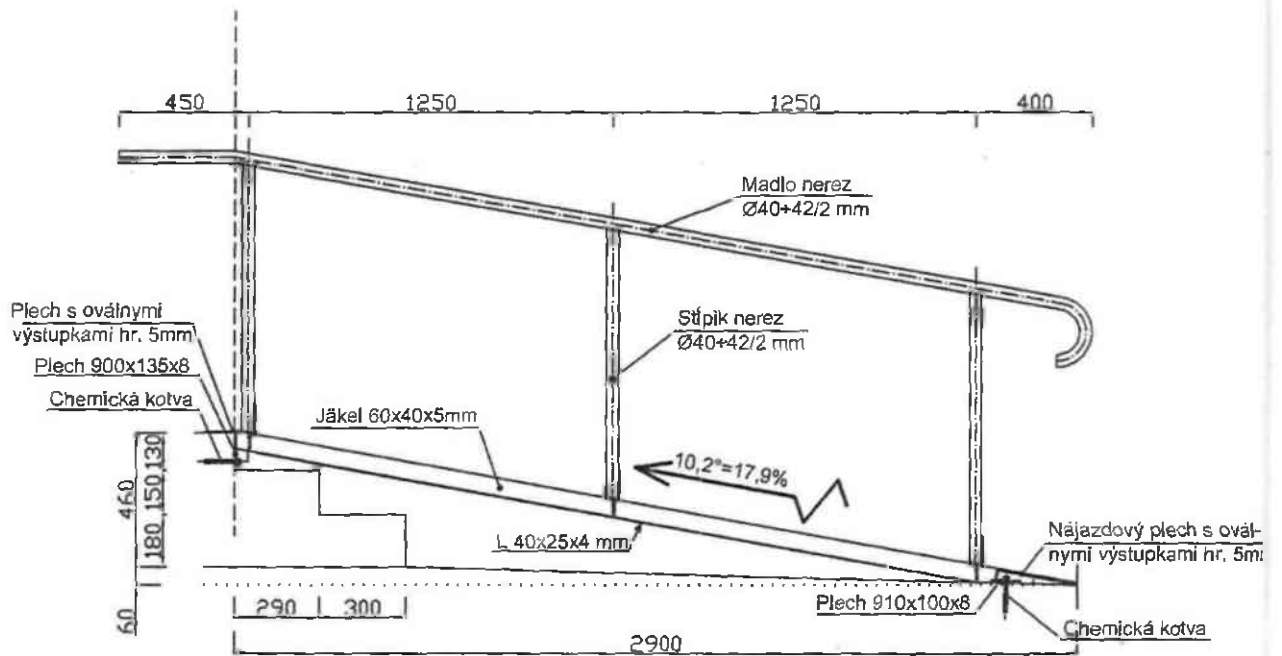 450
1250
1250
400
Madlo nerez
Ø40+42/2 mm
Plech s oválnymi
výstupkami hr. 5mm
Plech 900x135x8
Chemická kotva
Stĺpik nerez
Ø40+42/2 mm
Jäkel 60x40x5mm
10,2°=17,9%
460
130
150
180
60
L 40x25x4 mm
Nájazdový plech s ovál-
nymi výstupkami hr. 5m
Plech 910x100x8
Chemická kotva
290
300
2900